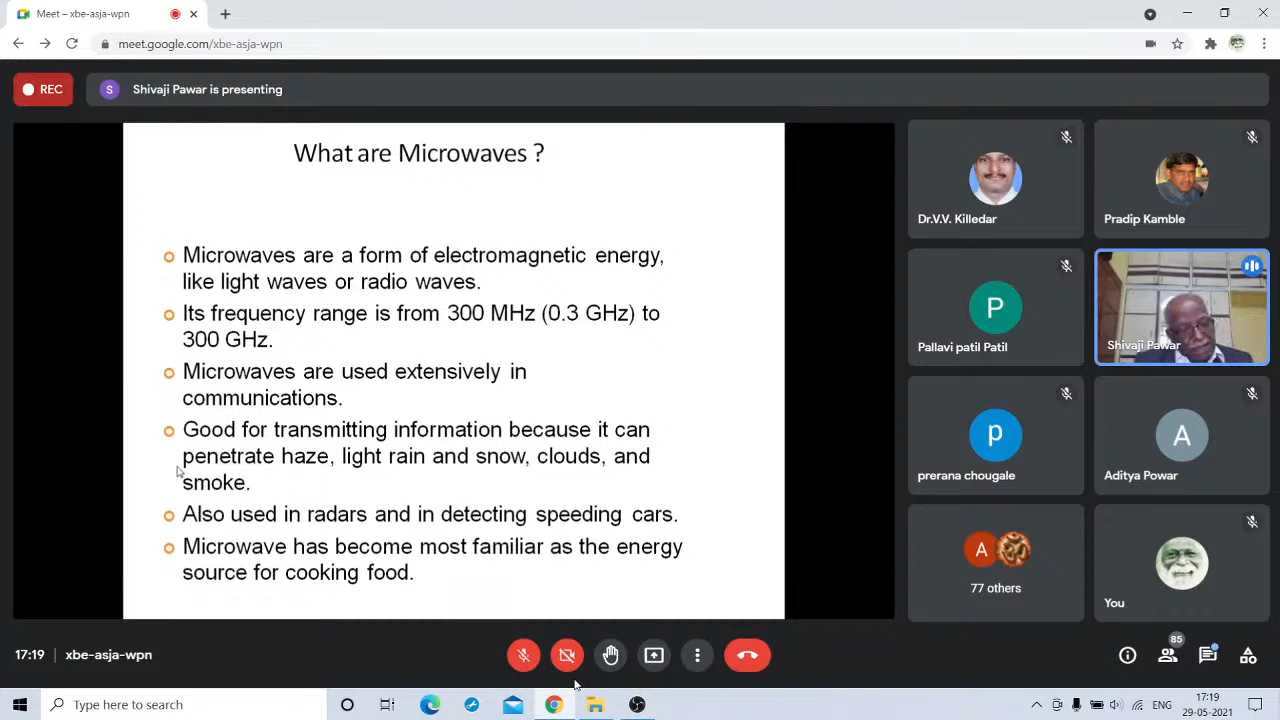 Meet – xbe-asja-wpn
meet.google.com/xbe-asja-wpn
REC
S
Shivaji Pawar is presenting
What are Microwaves ?
Microwaves are a form of electromagnetic energy,
like light waves or radio waves.
Its frequency range is from 300 MHz (0.3 GHz) to
300 GHz.
Microwaves are used extensively in
communications.
Good for transmitting information because it can
penetrate haze, light rain and snow, clouds, and
smoke.
Also used in radars and in detecting speeding cars.
Microwave has become most familiar as the energy
source for cooking food.
Dr.V.V. Killedar
Pradip Kamble
P
Pallavi patil Patil
Shivaji Pawar
p
prerana chougale
A
Aditya Powar
A
77 others
You
17:19
xbe-asja-wpn
85
Type here to search
ENG
17:19
29-05-2021